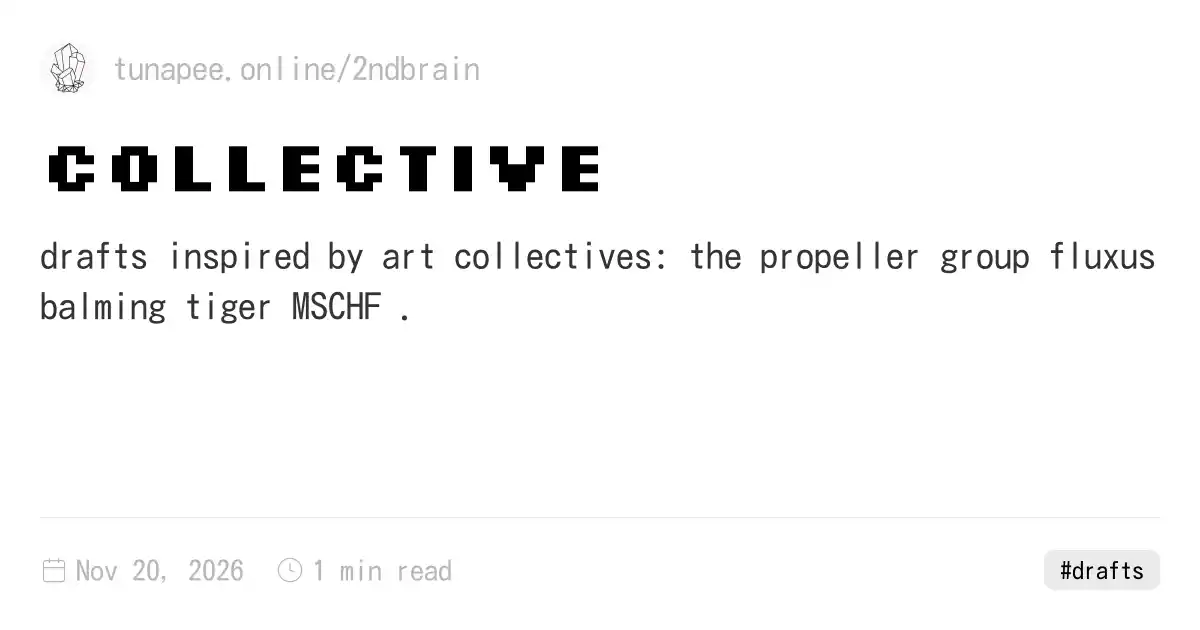 tunapee.online/2ndbrain
COLLECTIVE
drafts inspired by art collectives: the propeller group fluxus
balming tiger MSCHF .
Nov 20, 2026 1 min read #drafts